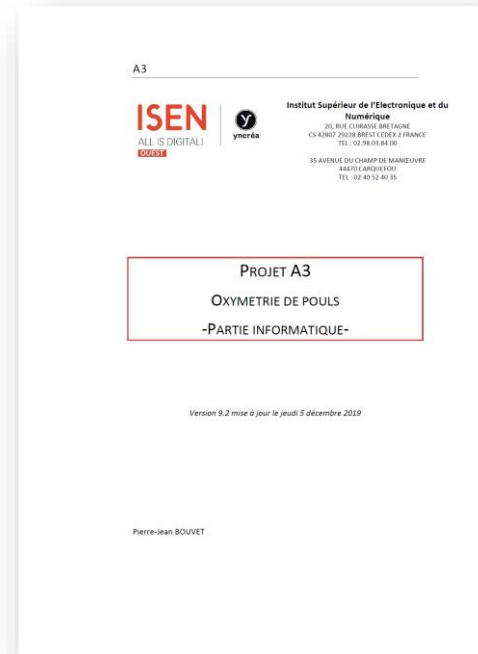 A3
ISEN
ALL IS DIGITAL!
OUEST
yncréa
Institut Supérieur de l'Electronique et du
Numérique
20, RUE CUIRASSE BRETAGNE
CS 42807 29228 BREST CEDEX 2 FRANCE
TEL : 02.98.03.84.00
35 AVENUE DU CHAMP DE MANŒUVRE
44470 CARQUEFOU
TEL : 02 40 52 40 35
PROJET A3
OXYMETRIE DE POULS
-PARTIE INFORMATIQUE-
Version 9.2 mise à jour le jeudi 5 décembre 2019
Pierre-Jean BOUVET